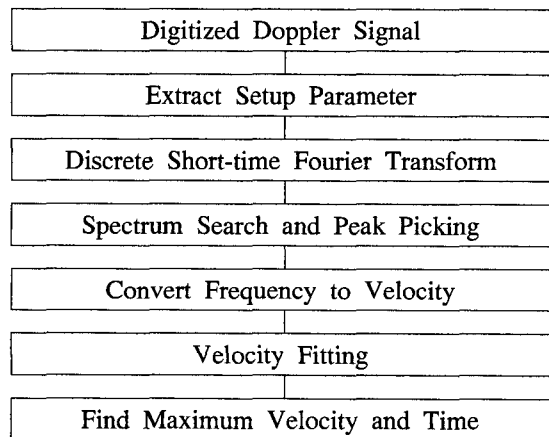 Digitized Doppler Signal
Extract Setup Parameter
Discrete Short-time Fourier Transform
Spectrum Search and Peak Picking
Convert Frequency to Velocity
Velocity Fitting
Find Maximum Velocity and Time